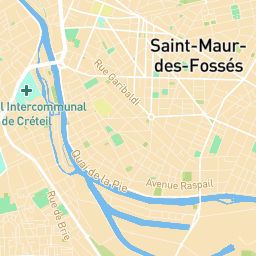 Saint-Maur-
des-Fossés
Rue Garibaldi
l Intercommunal
de Créteil
Quai de la Pie
Avenue Raspail
Rue de Brie